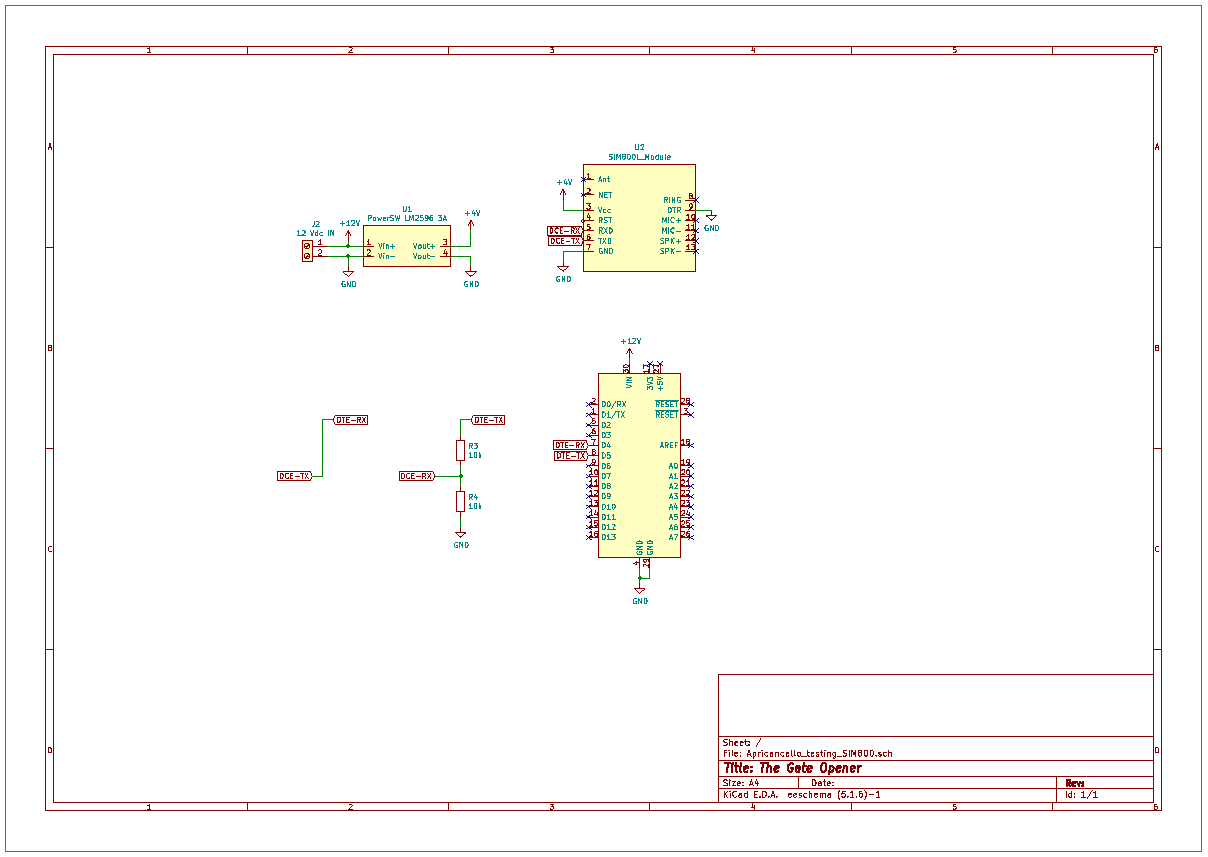 1 2 3 4 5 6
A A
U2
SIM800L_Module
+4V
1 Ant
2 NET
3 Vcc
4 RST
DCE-RX 5 RXD
DCE-TX 6 TXD
7 GND
RING 8
DTR 9
MIC+ 10
MIC- 11
SPK+ 12
SPK- 13
GND
GND
J2
12 Vdc IN
1
2
+12V
GND
U1
PowerSW LM2596 3A
1 Vin+
2 Vin-
Vout+ 3
Vout- 4
+4V
GND
B B
+12V
30 VIN
17 3V3
27 +5V
2 D0/RX
1 D1/TX
5 D2
6 D3
DTE-RX 7 D4
DTE-TX 8 D5
9 D6
10 D7
11 D8
12 D9
13 D10
14 D11
15 D12
16 D13
RESET 28
RESET 3
AREF 18
A0 19
A1 20
A2 21
A3 22
A4 23
A5 24
A6 25
A7 26
GND 4
GND 29
GND
DTE-RX
DCE-TX
DTE-TX
R3
10k
DCE-RX
R4
10k
GND
C C
D D
Sheet: /
File: Apricancello_testing_SIM800.sch
Title: The Gate Opener
Size: A4 Date: Rev:
KiCad E.D.A. eeschema (5.1.6)-1 Id: 1/1
1 2 3 4 5 6